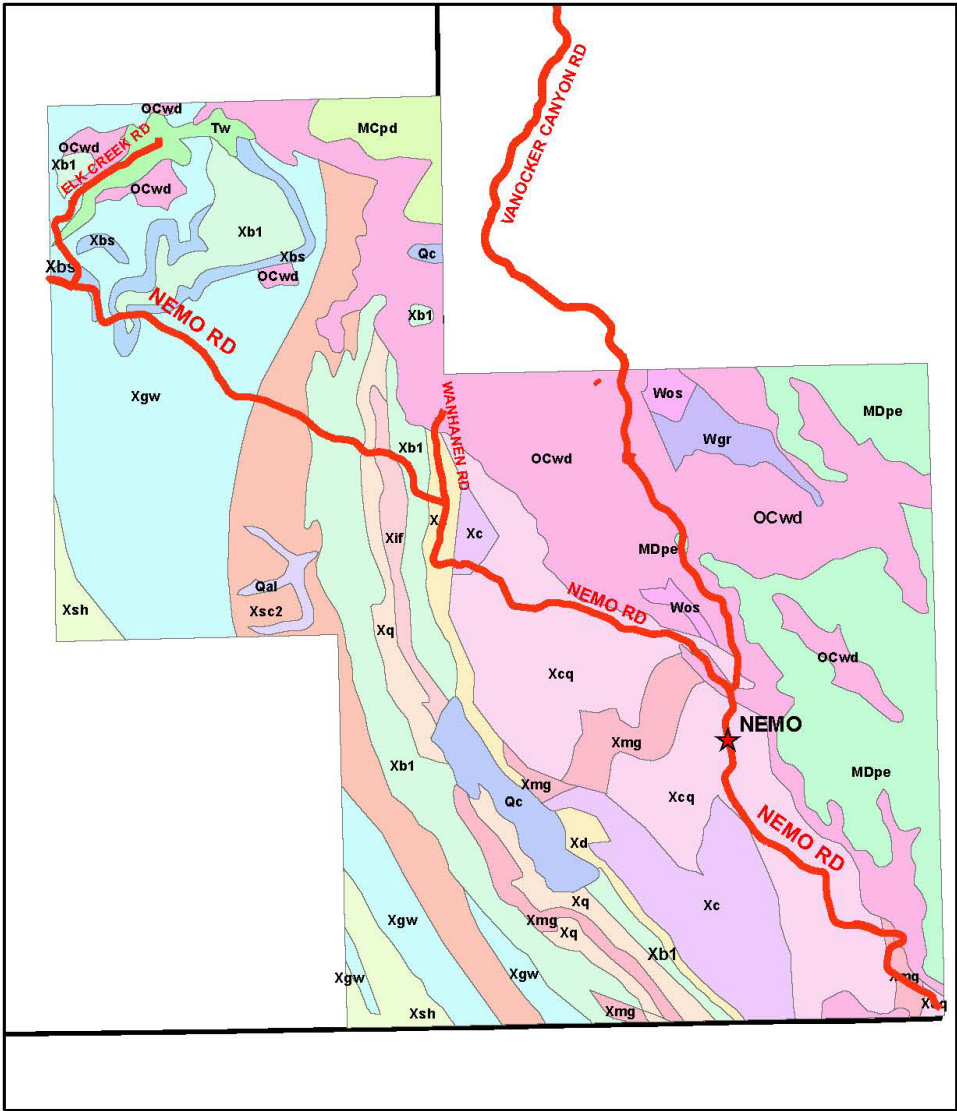 OCwd
VANOCKER CANYON RD
Tw
MCpd
OCwd
Xb1
ELK CREEK RD
OCwd
Xb1
Xbs
Xbs
Qc
Xbs
OCwd
NEMO RD
Xb1
Xgw
WANHANEN RD
Wos
MDpe
Wgr
Xb1
OCwd
OCwd
X
Xc
Xif
MDpe
Qal
Xsh
Xsc2
NEMO RD
Wos
Xq
OCwd
Xcq
NEMO
Xmg
Xb1
MDpe
Xmg
Xcq
Qc
NEMO RD
Xd
Xc
Xq
Xgw
Xmg
Xq
Xb1
Xgw
Xgw
Xmg
Xsh
Xmg